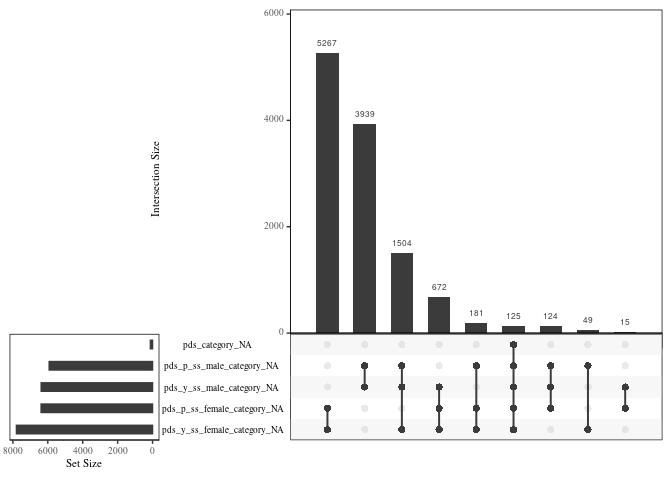 6000
5267
3939
4000
Intersection Size
2000
1504
672
181
125
124
49
15
0
pds_category_NA
pds_p_ss_male_category_NA
pds_y_ss_male_category_NA
pds_p_ss_female_category_NA
pds_y_ss_female_category_NA
8000 6000 4000 2000 0
Set Size